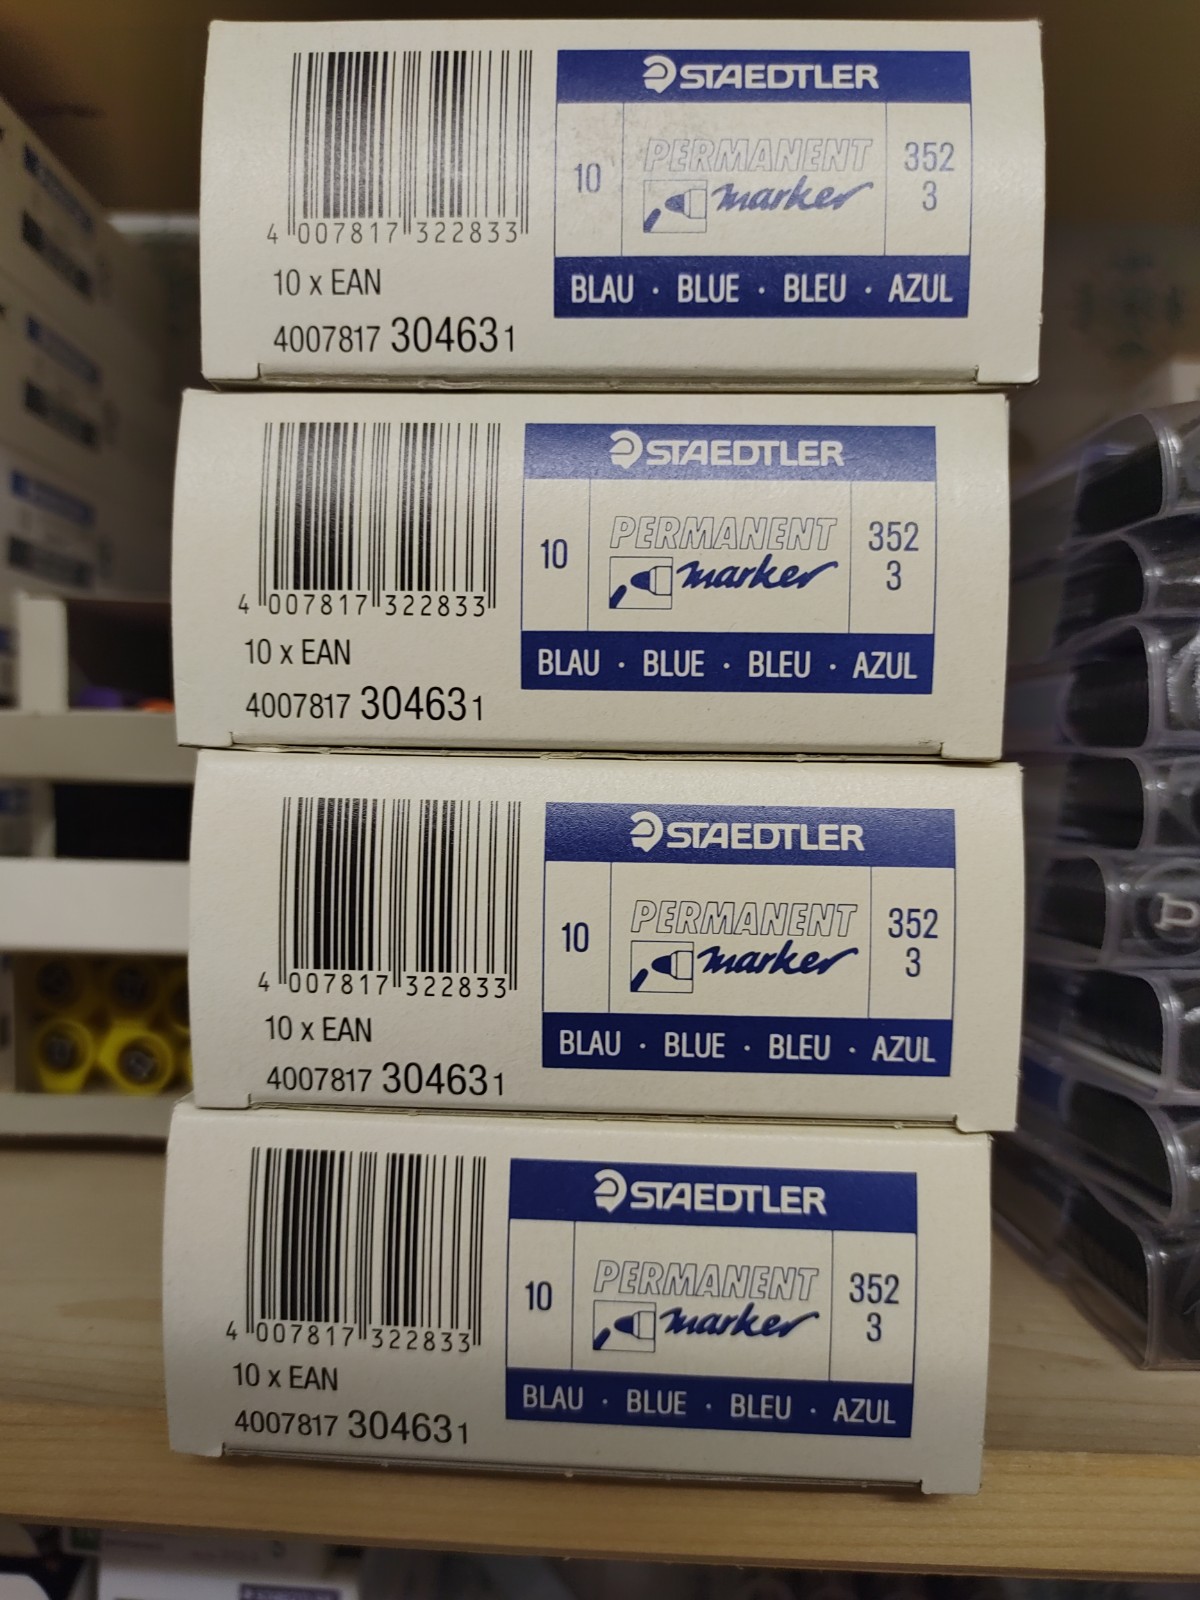 STAEDTLER
10
PERMANENT
marker
352
3
BLAU · BLUE · BLEU · AZUL
4 007817 322833
10 x EAN
4007817 304631
STAEDTLER
10
PERMANENT
marker
352
3
BLAU · BLUE · BLEU · AZUL
4 007817 322833
10 x EAN
4007817 304631
STAEDTLER
10
PERMANENT
marker
352
3
BLAU · BLUE · BLEU · AZUL
4 007817 322833
10 x EAN
4007817 304631
STAEDTLER
10
PERMANENT
marker
352
3
BLAU · BLUE · BLEU · AZUL
4 007817 322833
10 x EAN
4007817 304631